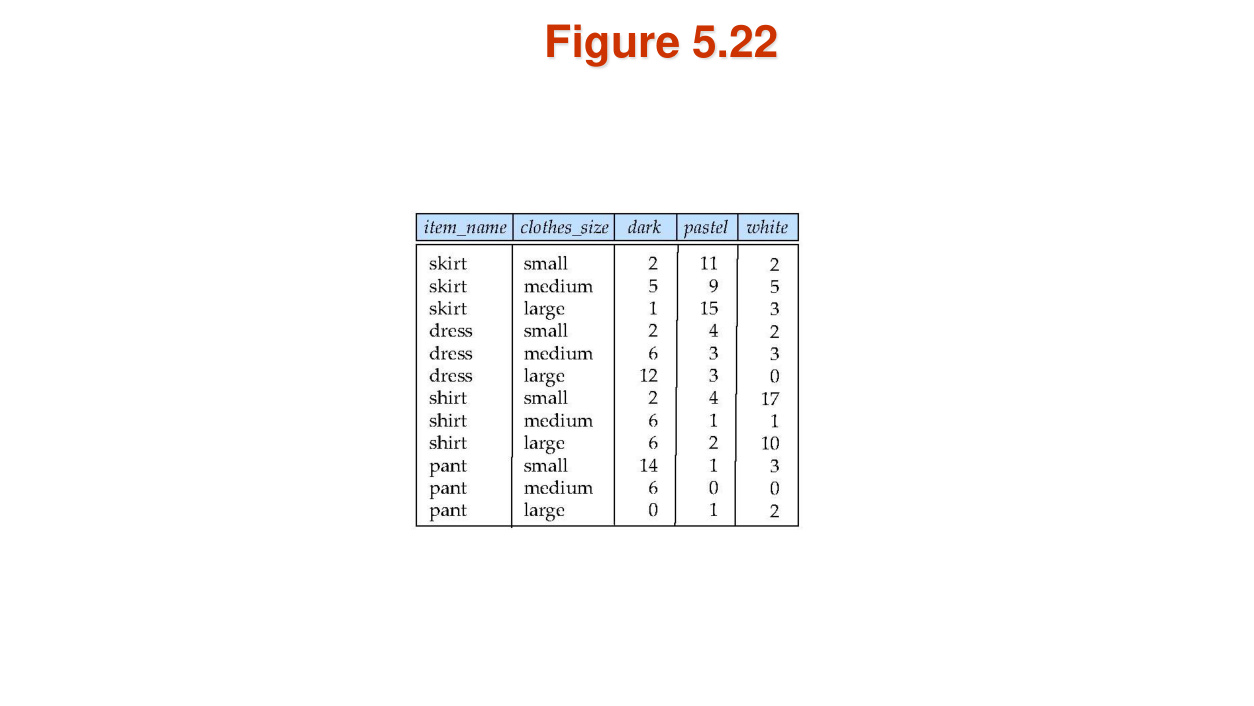 Figure 5.22
item_name clothes_size dark pastel white
skirt small 2 11 2
skirt medium 5 9 5
skirt large 1 15 3
dress small 2 4 2
dress medium 6 3 3
dress large 12 3 0
shirt small 2 4 17
shirt medium 6 1 1
shirt large 6 2 10
pant small 14 1 3
pant medium 6 0 0
pant large 0 1 2